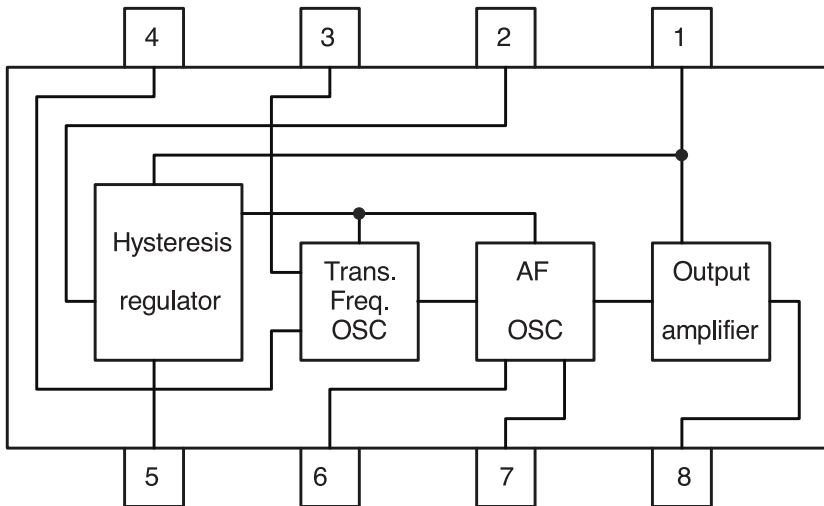 4 3 2 1
Hysteresis
regulator
Trans.
Freq.
OSC
AF
OSC
Output
amplifier
5 6 7 8